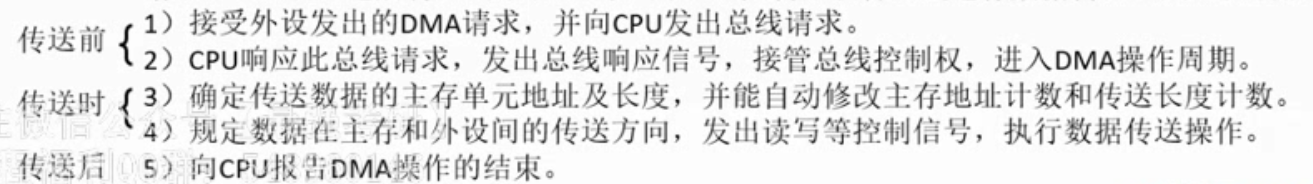 传送前
1）接受外设发出的DMA请求，并向CPU发出总线请求。
2）CPU响应此总线请求，发出总线响应信号，接管总线控制权，进入DMA操作周期。
传送时
3）确定传送数据的主存单元地址及长度，并能自动修改主存地址计数和传送长度计数。
4）规定数据在主存和外设间的传送方向，发出读写等控制信号，执行数据传送操作。
传送后 5）向CPU报告DMA操作的结束。